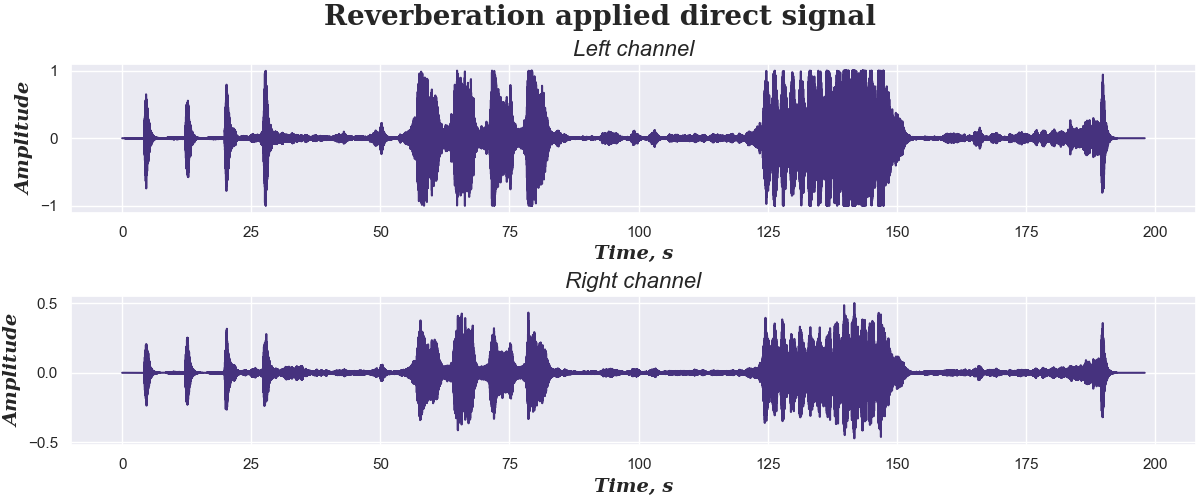 Reverberation applied direct signal
Left channel
Amplitude
1
0
−1
0 25 50 75 100 125 150 175 200
Time, s
Right channel
Amplitude
0.5
0.0
−0.5
0 25 50 75 100 125 150 175 200
Time, s